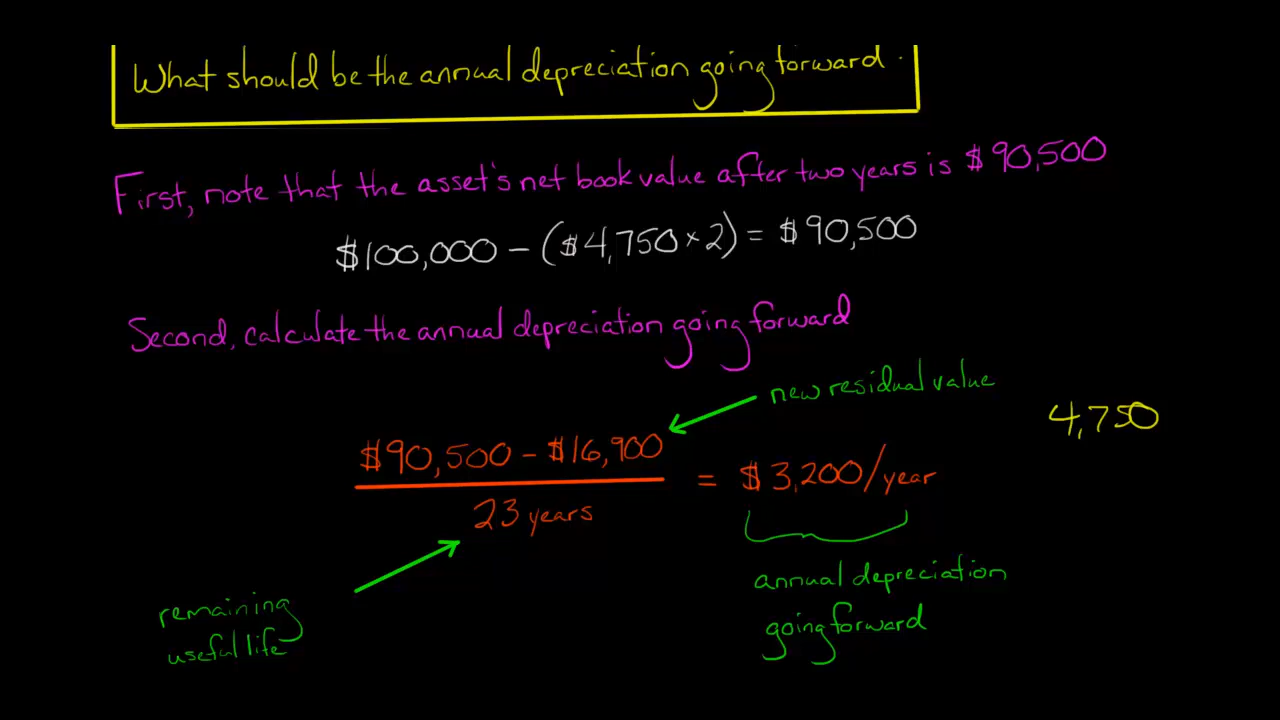 What should be the annual depreciation going forward.
First, note that the asset's net book value after two years is $90,500
$100,000 - ($4,750 × 2) = $90,500
Second, calculate the annual depreciation going forward
new residual value
4,750
$90,500 - $16,900
= $3,200/year
23 years
annual depreciation
going forward
remaining
useful life